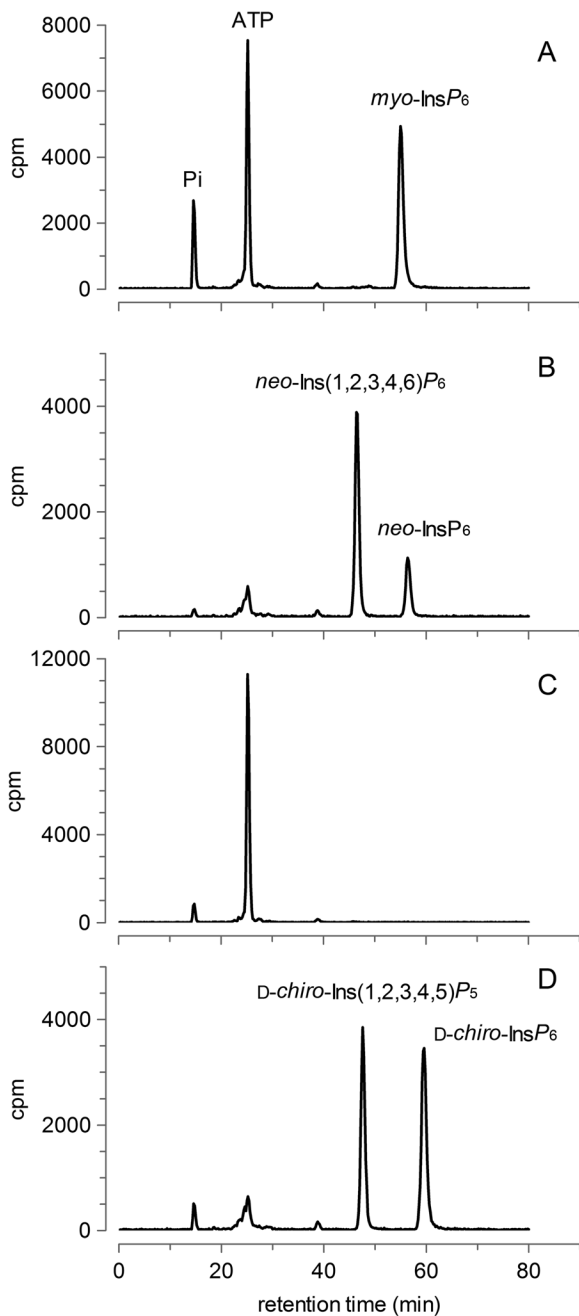 A
8000
ATP
6000
myo-InsP6
cpm
4000
Pi
2000
0
B
neo-Ins(1,2,3,4,6)P6
4000
cpm
neo-InsP6
2000
0
12000
C
8000
cpm
4000
0
D
D-chiro-Ins(1,2,3,4,5)P5
D-chiro-InsP6
4000
cpm
2000
0
0 20 40 60 80
retention time (min)